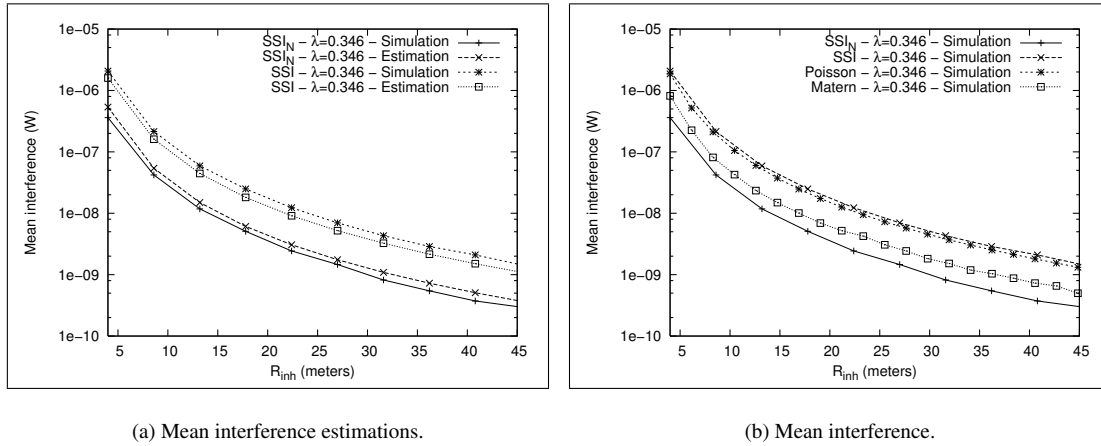 1e-05
1e-06
1e-07
1e-08
1e-09
1e-10
Mean interference (W)
SSI_N – λ=0.346 – Simulation
SSI_N – λ=0.346 – Estimation
SSI – λ=0.346 – Simulation
SSI – λ=0.346 – Estimation
5 10 15 20 25 30 35 40 45
R_inh (meters)
(a) Mean interference estimations.
1e-05
1e-06
1e-07
1e-08
1e-09
1e-10
Mean interference (W)
SSI_N – λ=0.346 – Simulation
SSI – λ=0.346 – Simulation
Poisson – λ=0.346 – Simulation
Matern – λ=0.346 – Simulation
5 10 15 20 25 30 35 40 45
R_inh (meters)
(b) Mean interference.